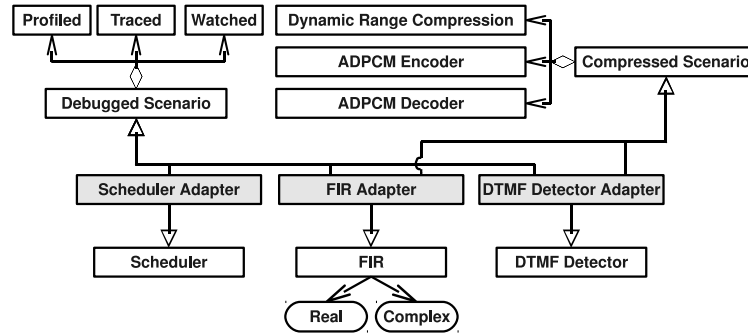 Profiled
Traced
Watched
Dynamic Range Compression
ADPCM Encoder
Compressed Scenario
Debugged Scenario
ADPCM Decoder
Scheduler Adapter
FIR Adapter
DTMF Detector Adapter
Scheduler
FIR
DTMF Detector
Real
Complex